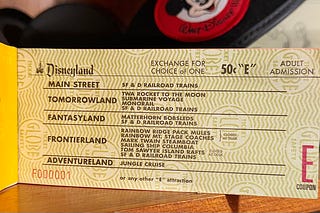 Walt Disney
Disneyland
EXCHANGE FOR
CHOICE of ONE
50¢ "E"
ADULT
ADMISSION
MAIN STREET
SF & D RAILROAD TRAINS
TOMORROWLAND
TWA ROCKET TO THE MOON
SUBMARINE VOYAGE
MONORAIL
SF & D RAILROAD TRAINS
FANTASYLAND
MATTERHORN BOBSLEDS
SF & D RAILROAD TRAINS
FRONTIERLAND
RAINBOW RIDGE PACK MULES
RAINBOW MT. STAGE COACHES
MARK TWAIN STEAMBOAT
SAILING SHIP COLUMBIA
TOM SAWYER ISLAND RAFTS
SF & D RAILROAD TRAINS
ADVENTURELAND
JUNGLE CRUISE
or any other "E" attraction
F000001
E
COUPON